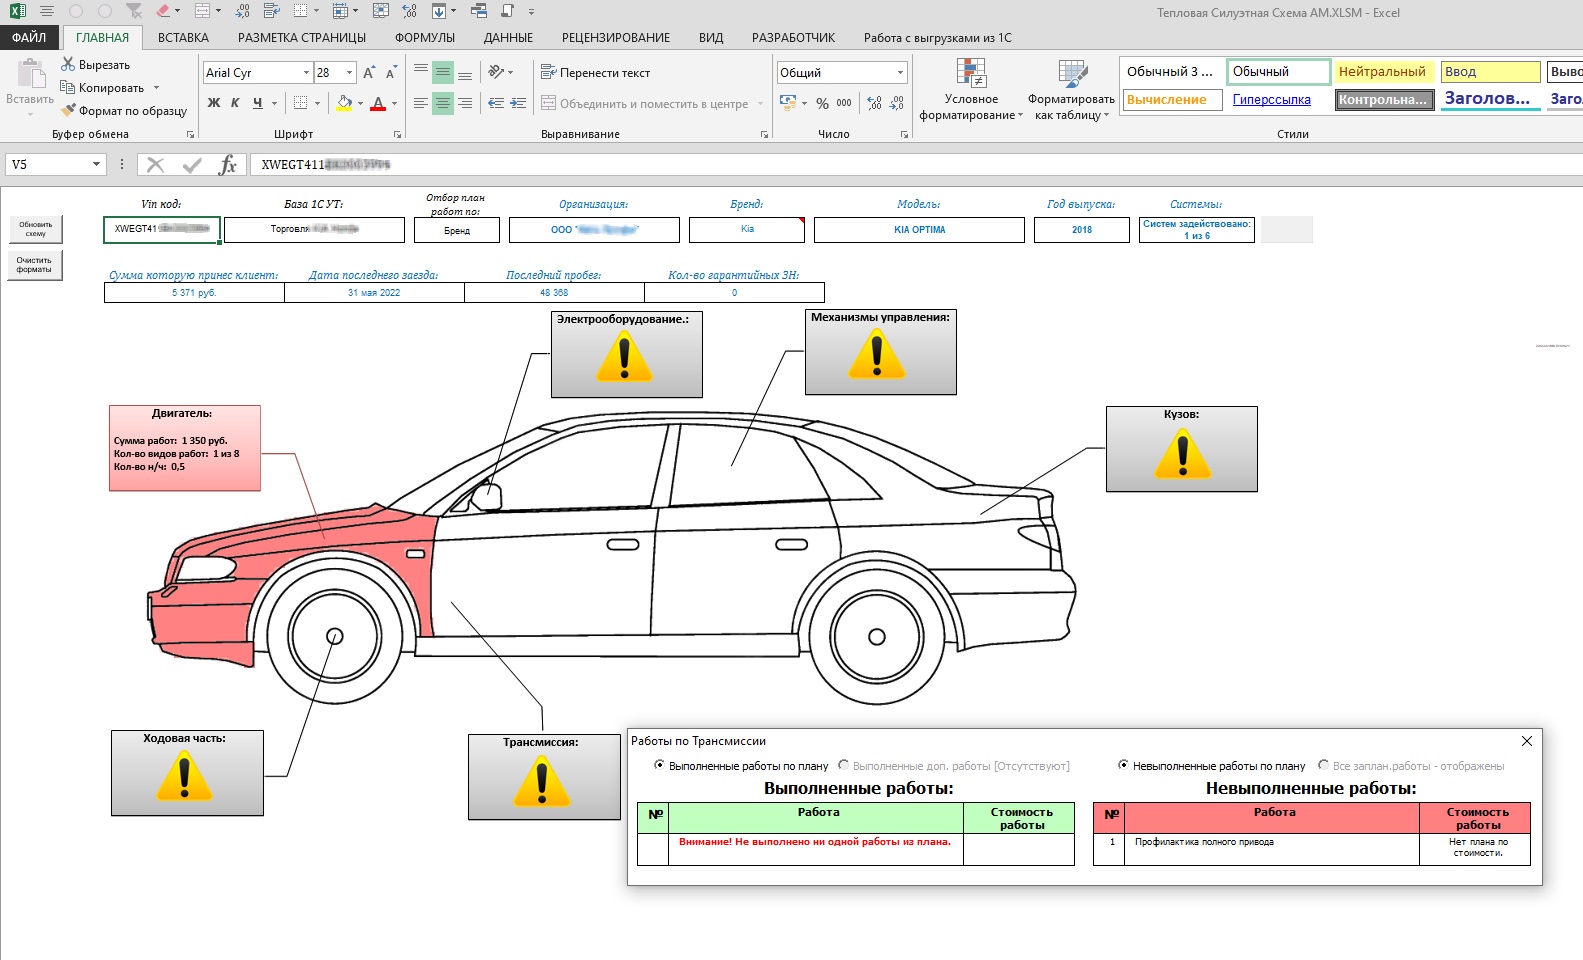 Тепловая Силуэтная Схема АМ.XLSM - Excel
ФАЙЛ ГЛАВНАЯ ВСТАВКА РАЗМЕТКА СТРАНИЦЫ ФОРМУЛЫ ДАННЫЕ РЕЦЕНЗИРОВАНИЕ ВИД РАЗРАБОТЧИК Работа с выгрузками из 1С
Вставить
Вырезать
Копировать
Формат по образцу
Буфер обмена
Arial Cyr 28
Ж К Ч
Шрифт
Перенести текст
Объединить и поместить в центре
Выравнивание
Общий
% 000
Число
Условное форматирование
Форматировать как таблицу
Обычный 3 ... Обычный Нейтральный Ввод Выво
Вычисление Гиперссылка Контрольна... Заголов... Заго
Стили
V5 fx XWEGT411
Обновить схему
Очистить форматы
Vin код: База 1С УТ: Отбор план работ по: Организация: Бренд: Модель: Год выпуска: Системы:
XWEGT41 Торговля Бренд ООО " Kia KIA OPTIMA 2018 Систем задействовано: 1 из 6
Сумма которую принес клиент: Дата последнего заезда: Последний пробег: Кол-во гарантийных ЗН:
5 371 руб. 31 мая 2022 48 368 0
Электрооборудование.:
Механизмы управления:
Двигатель:
Сумма работ: 1 350 руб.
Кол-во видов работ: 1 из 8
Кол-во н/ч: 0,5
Кузов:
Ходовая часть:
Трансмиссия:
Работы по Трансмиссии
Выполненные работы по плану Выполненные доп. работы [Отсутствуют] Невыполненные работы по плану Все заплан.работы - отображены
Выполненные работы: Невыполненные работы:
№ Работа Стоимость работы
Внимание! Не выполнено ни одной работы из плана.
№ Работа Стоимость работы
1 Профилактика полного привода Нет плана по стоимости.